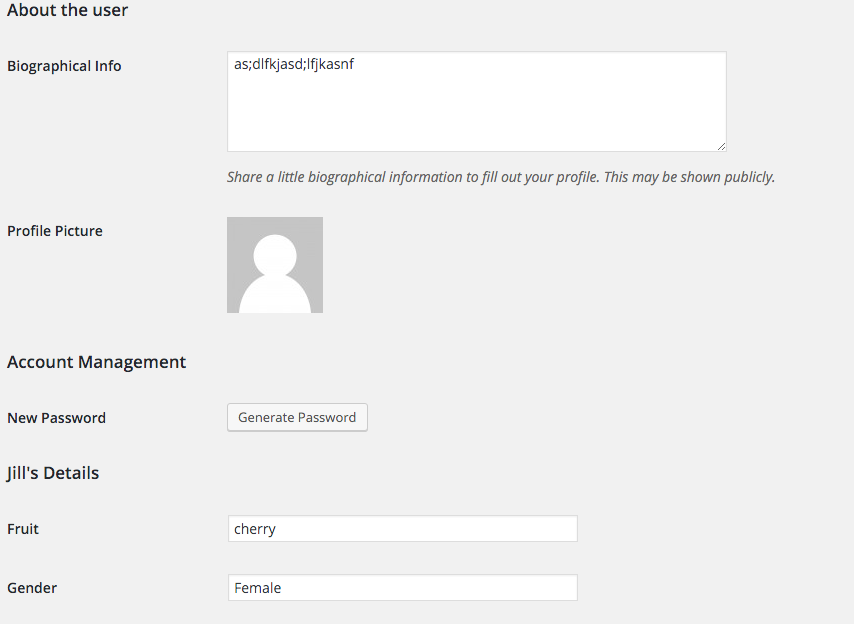 About the user
Biographical Info
as;dlfkjasd;lfjkasnf
Share a little biographical information to fill out your profile. This may be shown publicly.
Profile Picture
Account Management
New Password
Generate Password
Jill's Details
Fruit
cherry
Gender
Female